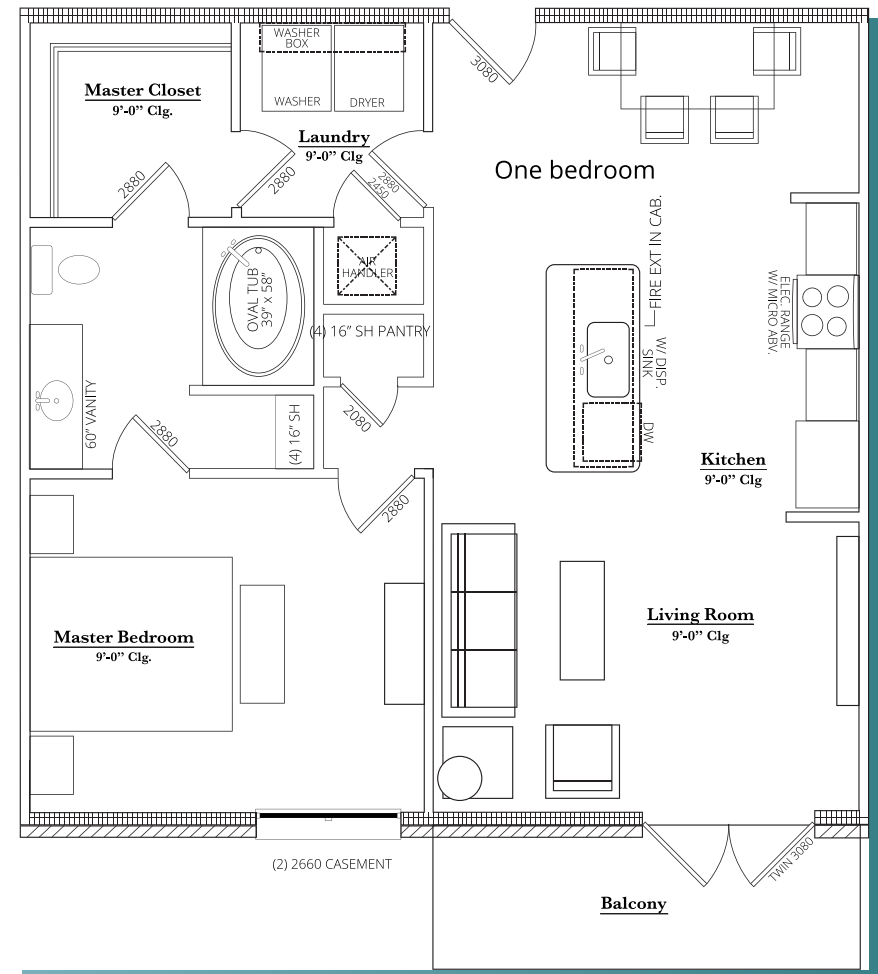 WASHER
BOX
WASHER
DRYER
3080
Master Closet
9'-0" Clg.
Laundry
9'-0" Clg
2880
2880
2880
2450
One bedroom
AIR
HANDLER
OVAL TUB
39" x 58"
FIRE EXT IN CAB.
ELEC. RANGE
W/ MICRO ABV.
(4) 16" SH PANTRY
W/ DISP.
SINK
60" VANITY
2880
(4) 16" SH
2080
DW
Kitchen
9'-0" Clg
2880
Master Bedroom
9'-0" Clg.
Living Room
9'-0" Clg
(2) 2660 CASEMENT
TWIN 3080
Balcony